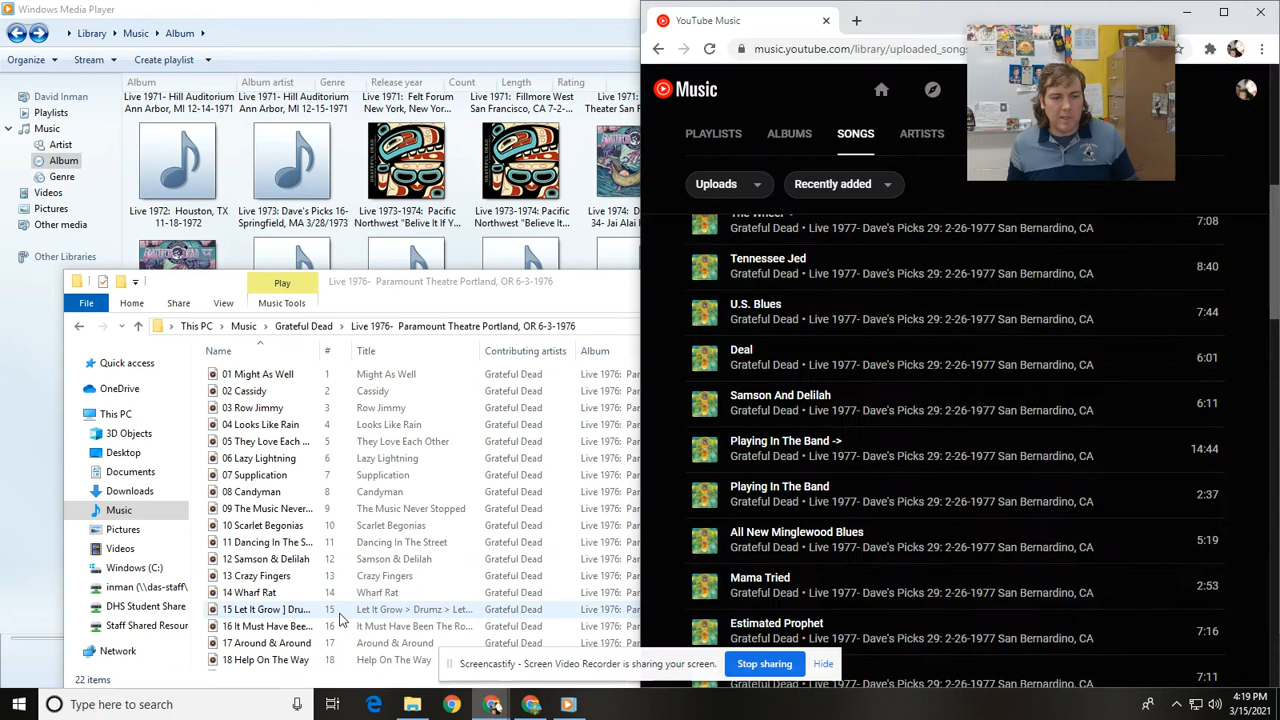 Windows Media Player
Library
Music
Album
Organize
Stream
Create playlist
Album
Album artist
Genre
Release year
Count
Length
Rating
David Inman
Playlists
Music
Artist
Album
Genre
Videos
Pictures
Other media
Other Libraries
Live 1971- Hill Auditorium
Ann Arbor, MI 12-14-1971
Live 1971- Hill Auditorium
Ann Arbor, MI 12-15-1971
Live 1971: Felt Forum
New York, New York...
Live 1971: Fillmore West
San Francisco, CA 7-2-...
Live 1971:
Theater San F...
Live 1972: Houston, TX
11-18-1972
Live 1973: Dave's Picks 16-
Springfield, MA 3/28/1973
Live 1973-1974: Pacific
Northwest "Belive It If Y...
Live 1973-1974: Pacific
Northwest "Believe It...
Live 1974: D
34- Jai Alai
Play
Live 1976- Paramount Theatre Portland, OR 6-3-1976
File
Home
Share
View
Music Tools
This PC
Music
Grateful Dead
Live 1976- Paramount Theatre Portland, OR 6-3-1976
Quick access
OneDrive
This PC
3D Objects
Desktop
Documents
Downloads
Music
Pictures
Videos
Windows (C:)
inman (\\das-staff\
DHS Student Share
Staff Shared Resour
Network
Name
#
Title
Contributing artists
Album
01 Might As Well 1 Might As Well Grateful Dead Live 1976: Par
02 Cassidy 2 Cassidy Grateful Dead Live 1976: Par
03 Row Jimmy 3 Row Jimmy Grateful Dead Live 1976: Par
04 Looks Like Rain 4 Looks Like Rain Grateful Dead Live 1976: Par
05 They Love Each ... 5 They Love Each Other Grateful Dead Live 1976: Par
06 Lazy Lightning 6 Lazy Lightning Grateful Dead Live 1976: Par
07 Supplication 7 Supplication Grateful Dead Live 1976: Par
08 Candyman 8 Candyman Grateful Dead Live 1976: Par
09 The Music Never... 9 The Music Never Stopped Grateful Dead Live 1976: Par
10 Scarlet Begonias 10 Scarlet Begonias Grateful Dead Live 1976: Par
11 Dancing In The S... 11 Dancing In The Street Grateful Dead Live 1976: Par
12 Samson & Delilah 12 Samson & Delilah Grateful Dead Live 1976: Par
13 Crazy Fingers 13 Crazy Fingers Grateful Dead Live 1976: Par
14 Wharf Rat 14 Wharf Rat Grateful Dead Live 1976: Par
15 Let It Grow ] Dru... 15 Let It Grow > Drumz > Let... Grateful Dead Live 1976: Par
16 It Must Have Bee... 16 It Must Have Been The Ro... Grateful Dead Live 1976: Par
17 Around & Around 17 Around & Around Grateful Dead Live 1976: Par
18 Help On The Way 18 Help On The Way
22 items
YouTube Music
music.youtube.com/library/uploaded_songs
Music
PLAYLISTS
ALBUMS
SONGS
ARTISTS
Uploads
Recently added
The Wheel ->
Grateful Dead • Live 1977- Dave's Picks 29: 2-26-1977 San Bernardino, CA
7:08
Tennessee Jed
Grateful Dead • Live 1977- Dave's Picks 29: 2-26-1977 San Bernardino, CA
8:40
U.S. Blues
Grateful Dead • Live 1977- Dave's Picks 29: 2-26-1977 San Bernardino, CA
7:44
Deal
Grateful Dead • Live 1977- Dave's Picks 29: 2-26-1977 San Bernardino, CA
6:01
Samson And Delilah
Grateful Dead • Live 1977- Dave's Picks 29: 2-26-1977 San Bernardino, CA
6:11
Playing In The Band ->
Grateful Dead • Live 1977- Dave's Picks 29: 2-26-1977 San Bernardino, CA
14:44
Playing In The Band
Grateful Dead • Live 1977- Dave's Picks 29: 2-26-1977 San Bernardino, CA
2:37
All New Minglewood Blues
Grateful Dead • Live 1977- Dave's Picks 29: 2-26-1977 San Bernardino, CA
5:19
Mama Tried
Grateful Dead • Live 1977- Dave's Picks 29: 2-26-1977 San Bernardino, CA
2:53
Estimated Prophet
Grateful Dead • Live 1977- Dave's Picks 29: 2-26-1977 San Bernardino, CA
7:16
7:11
Screencastify - Screen Video Recorder is sharing your screen.
Stop sharing
Hide
Type here to search
4:19 PM
3/15/2021